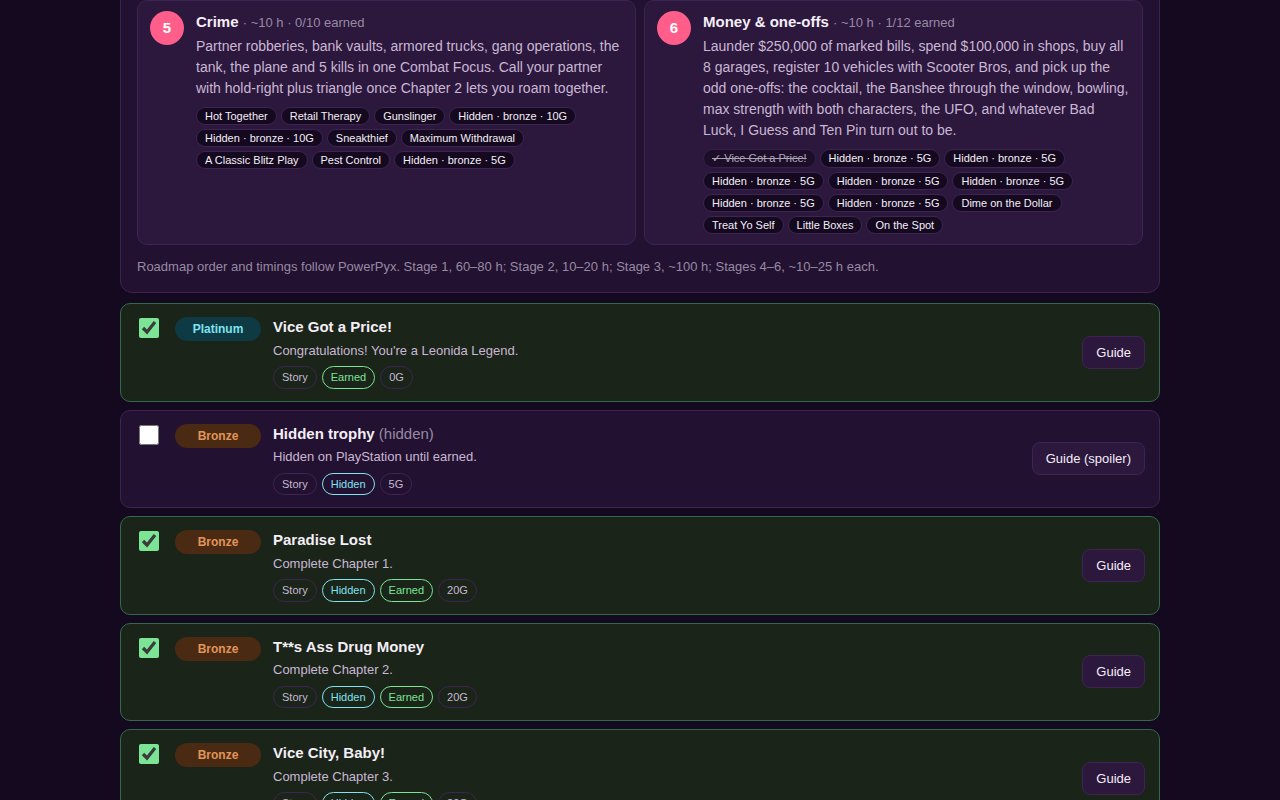 5
Crime · ~10 h · 0/10 earned
Partner robberies, bank vaults, armored trucks, gang operations, the
tank, the plane and 5 kills in one Combat Focus. Call your partner
with hold-right plus triangle once Chapter 2 lets you roam together.
Hot Together Retail Therapy Gunslinger Hidden · bronze · 10G
Hidden · bronze · 10G Sneakthief Maximum Withdrawal
A Classic Blitz Play Pest Control Hidden · bronze · 5G
6
Money & one-offs · ~10 h · 1/12 earned
Launder $250,000 of marked bills, spend $100,000 in shops, buy all
8 garages, register 10 vehicles with Scooter Bros, and pick up the
odd one-offs: the cocktail, the Banshee through the window, bowling,
max strength with both characters, the UFO, and whatever Bad
Luck, I Guess and Ten Pin turn out to be.
✓ Vice Got a Price! Hidden · bronze · 5G Hidden · bronze · 5G
Hidden · bronze · 5G Hidden · bronze · 5G Hidden · bronze · 5G
Hidden · bronze · 5G Hidden · bronze · 5G Dime on the Dollar
Treat Yo Self Little Boxes On the Spot
Roadmap order and timings follow PowerPyx. Stage 1, 60–80 h; Stage 2, 10–20 h; Stage 3, ~100 h; Stages 4–6, ~10–25 h each.
Platinum Vice Got a Price!
Congratulations! You're a Leonida Legend.
Story Earned 0G
Guide
Bronze Hidden trophy (hidden)
Hidden on PlayStation until earned.
Story Hidden 5G
Guide (spoiler)
Bronze Paradise Lost
Complete Chapter 1.
Story Hidden Earned 20G
Guide
Bronze T**s Ass Drug Money
Complete Chapter 2.
Story Hidden Earned 20G
Guide
Bronze Vice City, Baby!
Complete Chapter 3.
Guide